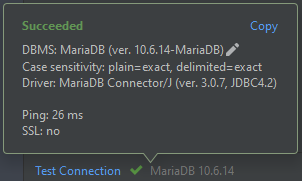 Succeeded Copy
DBMS: MariaDB (ver. 10.6.14-MariaDB)
Case sensitivity: plain=exact, delimited=exact
Driver: MariaDB Connector/J (ver. 3.0.7, JDBC4.2)
Ping: 26 ms
SSL: no
Test Connection MariaDB 10.6.14